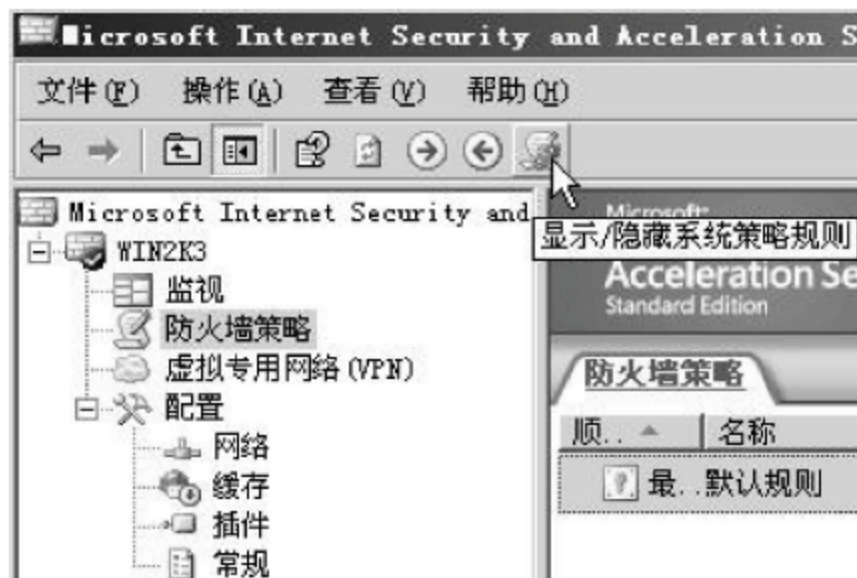 Microsoft Internet Security and Acceleration S
文件(F) 操作(A) 查看(V) 帮助(H)
Microsoft Internet Security and
WIN2K3
监视
防火墙策略
虚拟专用网络(VPN)
配置
网络
缓存
插件
常规
Microsoft
显示/隐藏系统策略规则
Acceleration Se
Standard Edition
防火墙策略
顺.. 名称
最..默认规则